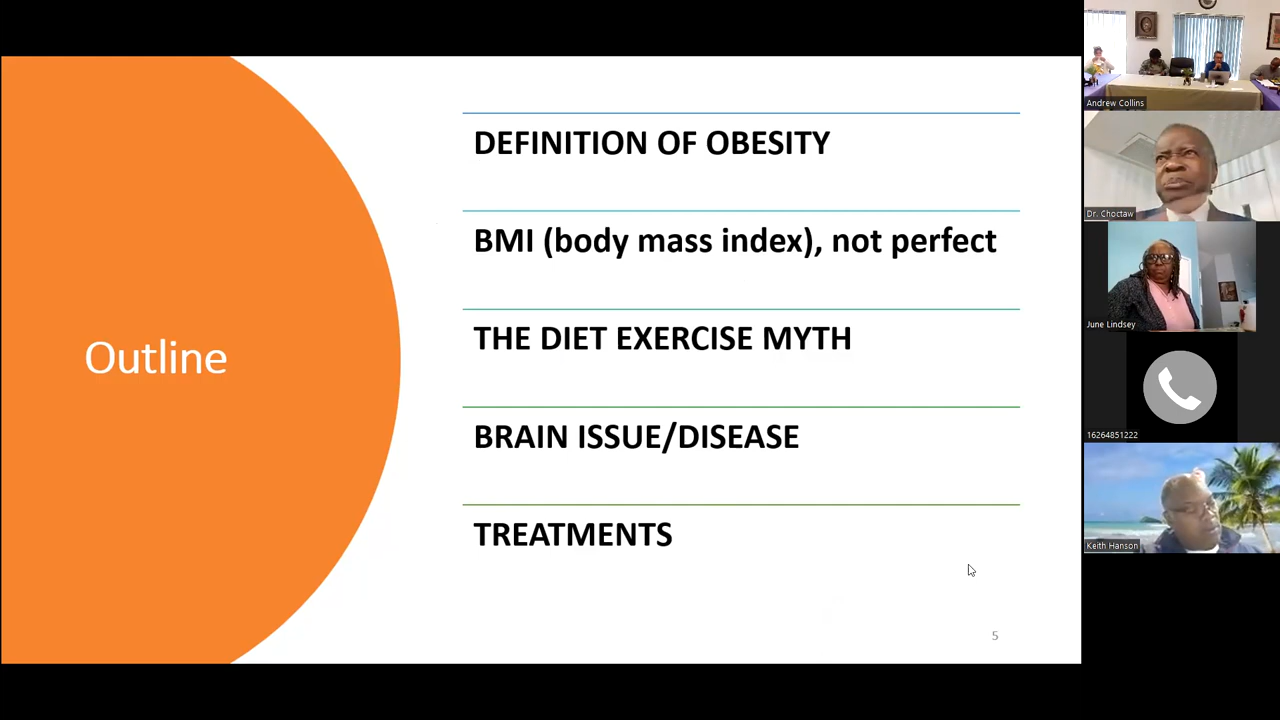 Outline
DEFINITION OF OBESITY
BMI (body mass index), not perfect
THE DIET EXERCISE MYTH
BRAIN ISSUE/DISEASE
TREATMENTS
5
Andrew Collins
Dr. Choctaw
June Lindsey
16264851222
Keith Hanson